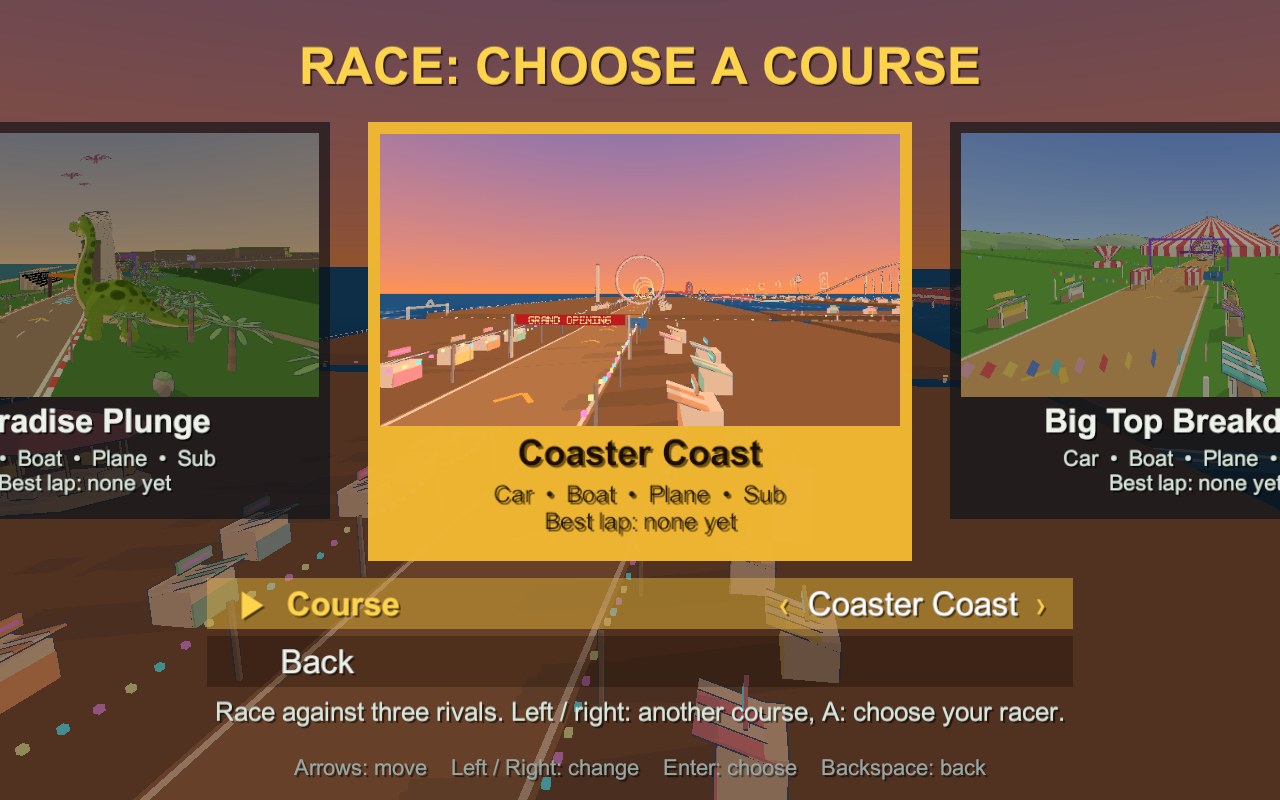 RACE: CHOOSE A COURSE
GRAND OPENING
radise Plunge
• Boat • Plane • Sub
Best lap: none yet
Coaster Coast
Car • Boat • Plane • Sub
Best lap: none yet
Big Top Breakd
Car • Boat • Plane •
Best lap: none yet
Course ‹ Coaster Coast ›
Back
Race against three rivals. Left / right: another course, A: choose your racer.
Arrows: move Left / Right: change Enter: choose Backspace: back